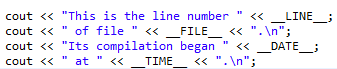 cout << "This is the line number " << __LINE__;
cout << " of file " << __FILE__ << ".\n";
cout << "Its compilation began " << __DATE__;
cout << " at " << __TIME__ << ".\n";